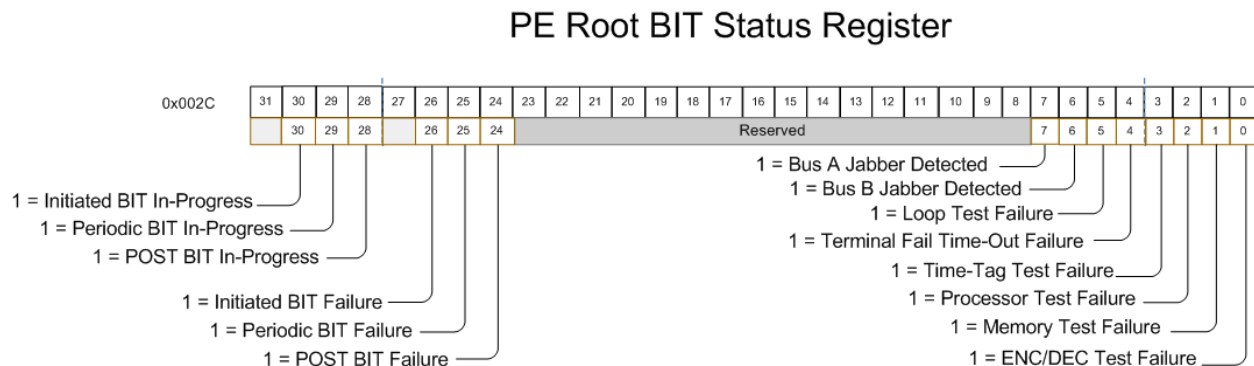 PE Root BIT Status Register
0x002C 31 30 29 28 27 26 25 24 23 22 21 20 19 18 17 16 15 14 13 12 11 10 9 8 7 6 5 4 3 2 1 0
30 29 28 26 25 24 Reserved 7 6 5 4 3 2 1 0
1 = Bus A Jabber Detected
1 = Initiated BIT In-Progress
1 = Bus B Jabber Detected
1 = Periodic BIT In-Progress
1 = Loop Test Failure
1 = POST BIT In-Progress
1 = Terminal Fail Time-Out Failure
1 = Time-Tag Test Failure
1 = Initiated BIT Failure
1 = Processor Test Failure
1 = Periodic BIT Failure
1 = Memory Test Failure
1 = POST BIT Failure
1 = ENC/DEC Test Failure